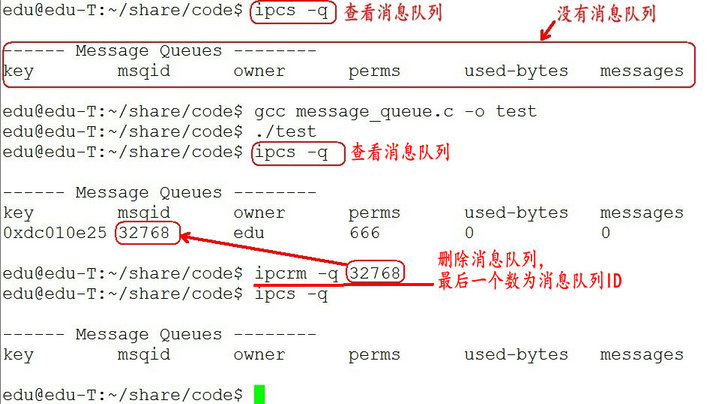 edu@edu-T:~/share/code$ ipcs -q 查看消息队列
没有消息队列
------ Message Queues --------
key msqid owner perms used-bytes messages
edu@edu-T:~/share/code$ gcc message_queue.c -o test
edu@edu-T:~/share/code$ ./test
edu@edu-T:~/share/code$ ipcs -q 查看消息队列
------ Message Queues --------
key msqid owner perms used-bytes messages
0xdc010e25 32768 edu 666 0 0
edu@edu-T:~/share/code$ ipcrm -q 32768 删除消息队列,
edu@edu-T:~/share/code$ ipcs -q 最后一个数为消息队列ID
------ Message Queues --------
key msqid owner perms used-bytes messages
edu@edu-T:~/share/code$